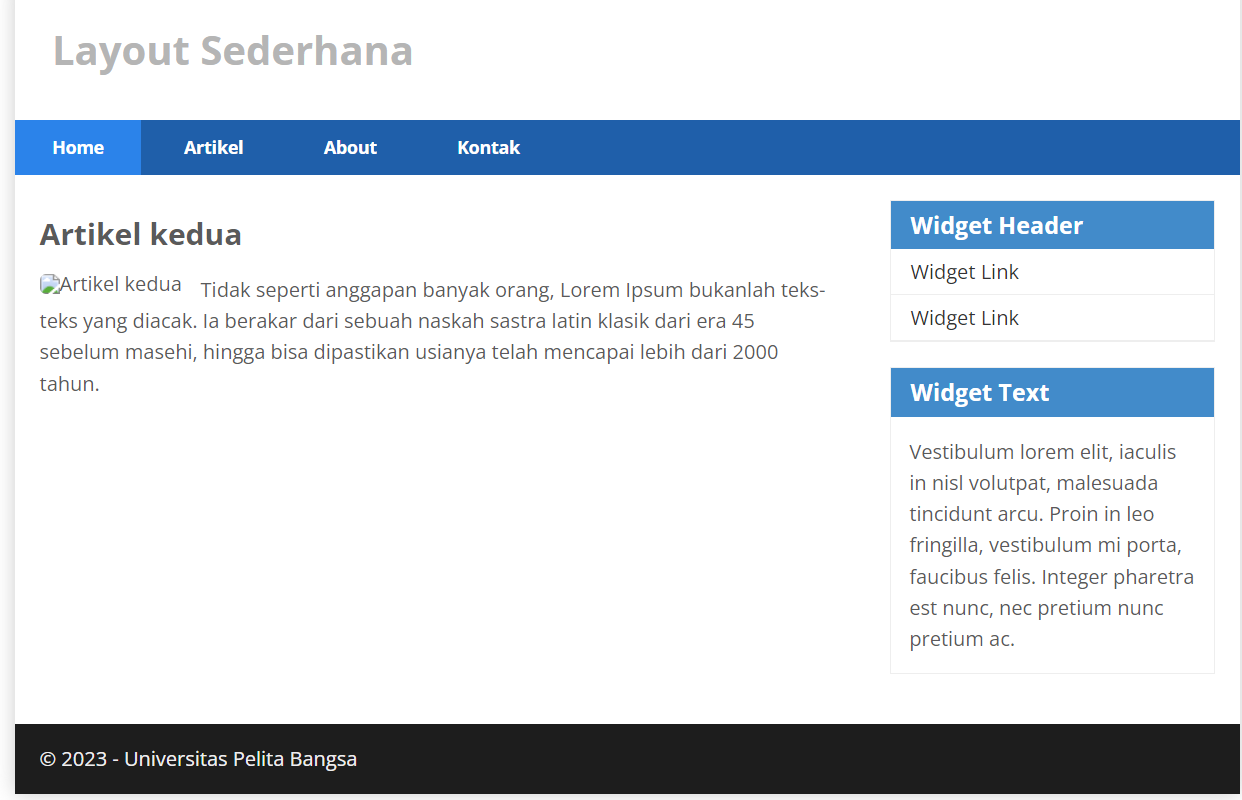 Layout Sederhana
Home Artikel About Kontak
Artikel kedua
Artikel kedua Tidak seperti anggapan banyak orang, Lorem Ipsum bukanlah teks-
teks yang diacak. Ia berakar dari sebuah naskah sastra latin klasik dari era 45
sebelum masehi, hingga bisa dipastikan usianya telah mencapai lebih dari 2000
tahun.
Widget Header
Widget Link
Widget Link
Widget Text
Vestibulum lorem elit, iaculis
in nisl volutpat, malesuada
tincidunt arcu. Proin in leo
fringilla, vestibulum mi porta,
faucibus felis. Integer pharetra
est nunc, nec pretium nunc
pretium ac.
© 2023 - Universitas Pelita Bangsa